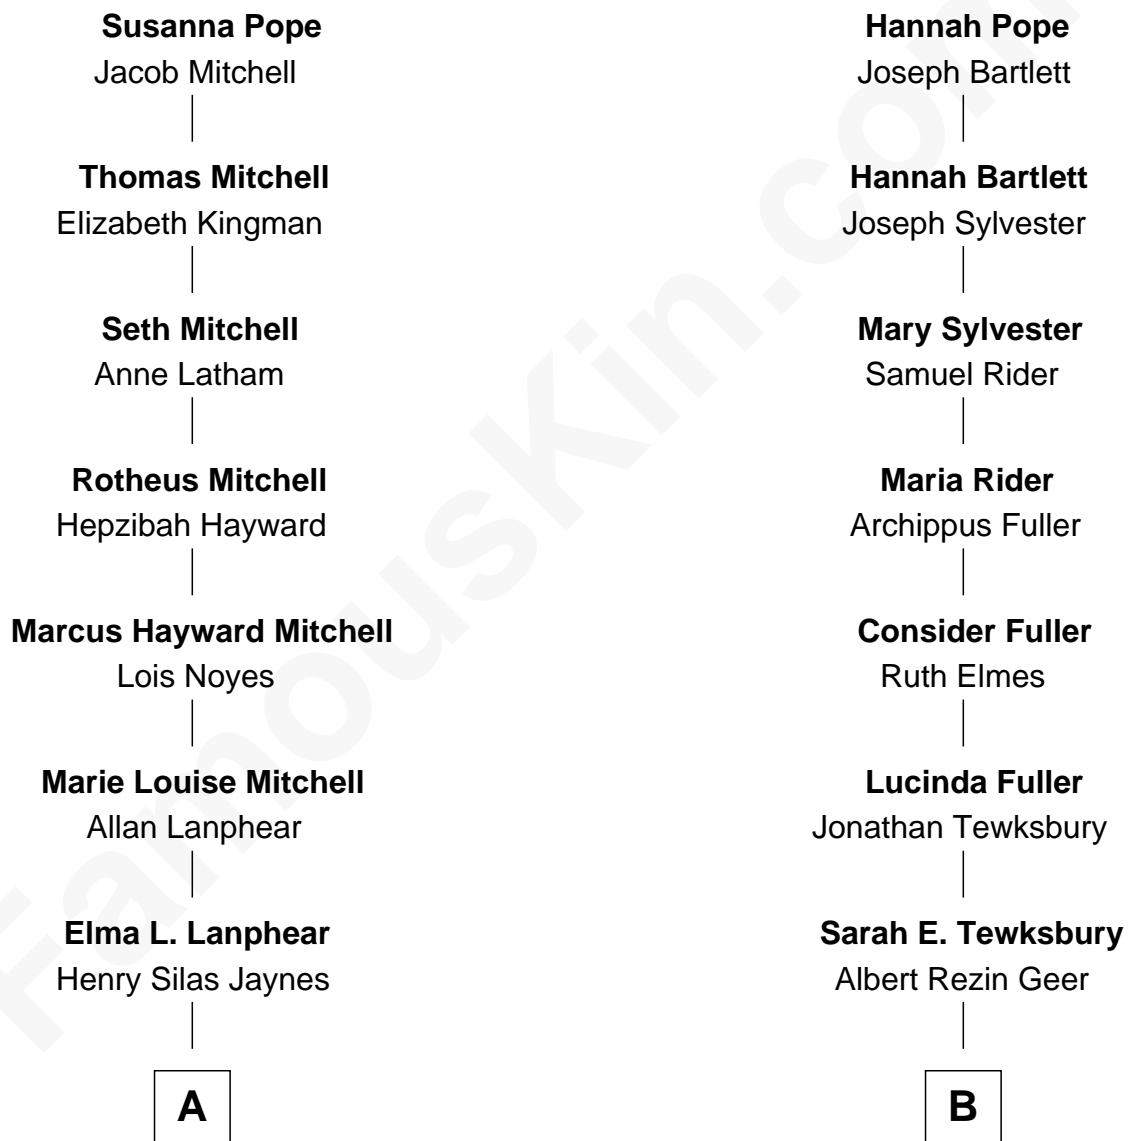 Susanna Pope
Jacob Mitchell
Thomas Mitchell
Elizabeth Kingman
Seth Mitchell
Anne Latham
Rotheus Mitchell
Hepzibah Hayward
Marcus Hayward Mitchell
Lois Noyes
Marie Louise Mitchell
Allan Lanphear
Elma L. Lanphear
Henry Silas Jaynes
A
Hannah Pope
Joseph Bartlett
Hannah Bartlett
Joseph Sylvester
Mary Sylvester
Samuel Rider
Maria Rider
Archippus Fuller
Consider Fuller
Ruth Elmes
Lucinda Fuller
Jonathan Tewksbury
Sarah E. Tewksbury
Albert Rezin Geer
B
FamousKin.com